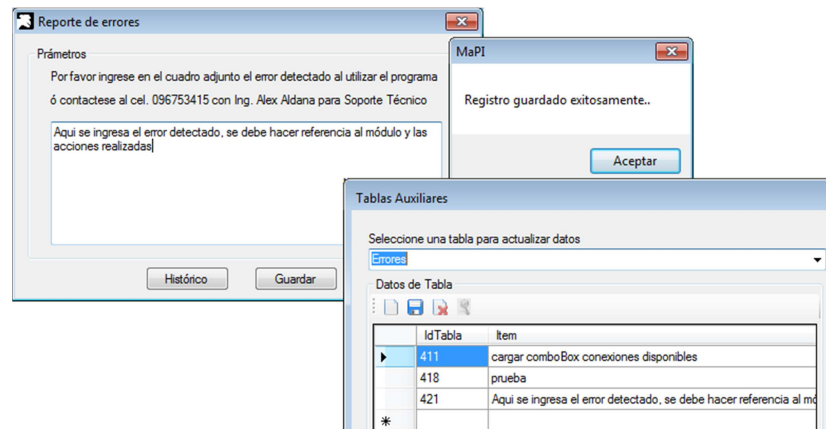 Reporte de errores
Prámetros
Por favor ingrese en el cuadro adjunto el error detectado al utilizar el programa
ó contactese al cel. 096753415 con Ing. Alex Aldana para Soporte Técnico
Aqui se ingresa el error detectado, se debe hacer referencia al módulo y las
acciones realizadas
Histórico Guardar
MaPI
Registro guardado exitosamente..
Aceptar
Tablas Auxiliares
Seleccione una tabla para actualizar datos
Errores
Datos de Tabla
IdTabla Item
411 cargar comboBox conexiones disponibles
418 prueba
421 Aqui se ingresa el error detectado, se debe hacer referencia al